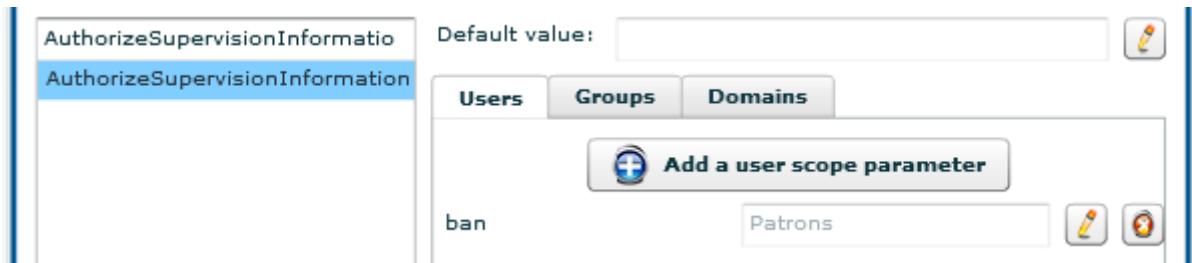 AuthorizeSupervisionInformatio
AuthorizeSupervisionInformation
Default value:
Users Groups Domains
Add a user scope parameter
ban Patrons